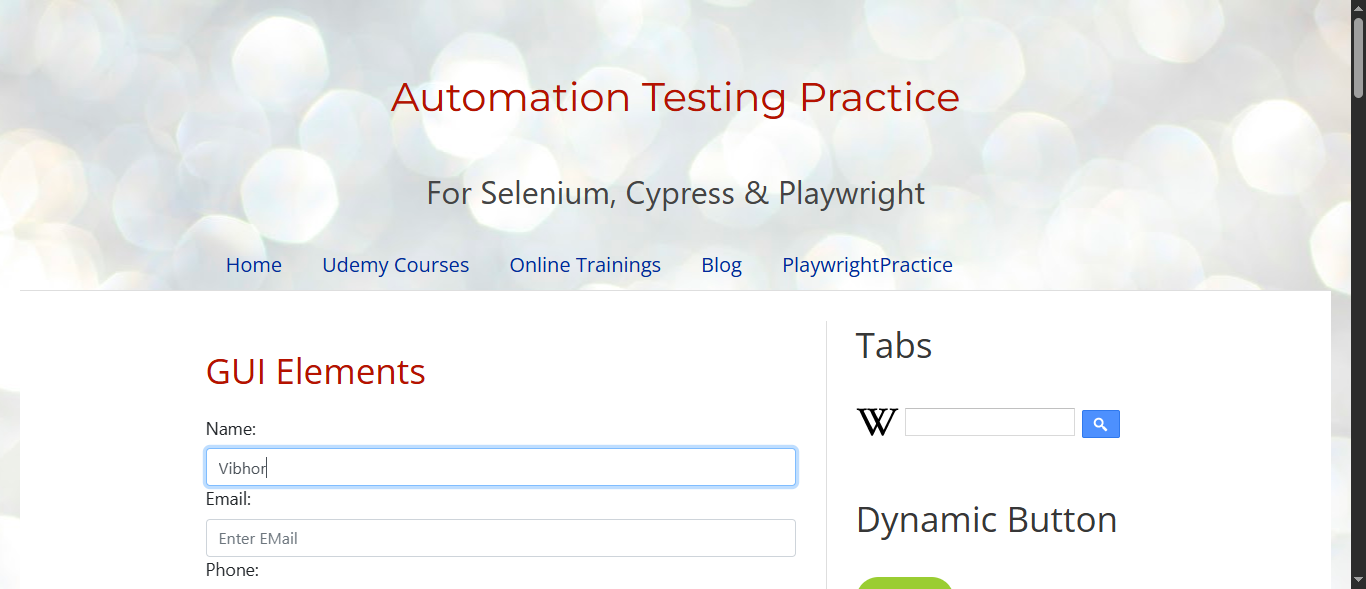 Automation Testing Practice
For Selenium, Cypress & Playwright
Home Udemy Courses Online Trainings Blog PlaywrightPractice
GUI Elements
Name:
Vibhor
Email:
Enter EMail
Phone:
Tabs
W
Dynamic Button